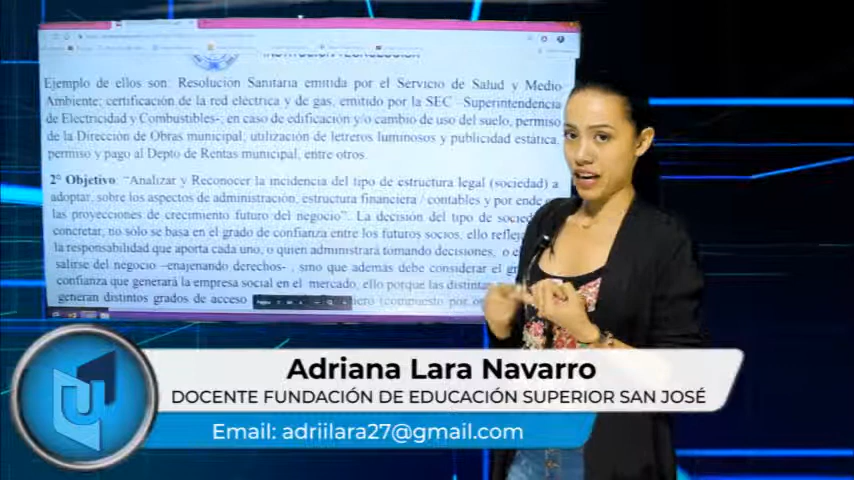 Ejemplo de ellos son: Resolución Sanitaria emitida por el Servicio de Salud y Medio
Ambiente; certificación de la red eléctrica y de gas, emitido por la SEC –Superintendencia
de Electricidad y Combustibles-, en caso de edificación y/o cambio de uso del suelo, permiso
de la Dirección de Obras municipal; utilización de letreros luminosos y publicidad estática,
permiso y pago al Depto de Rentas municipal, entre otros.
2º Objetivo: “Analizar y Reconocer la incidencia del tipo de estructura legal (sociedad) a
adoptar, sobre los aspectos de administración, estructura financiera / contables y por ende
las proyecciones de crecimiento futuro del negocio”. La decisión del tipo de
concretar, no solo se basa en el grado de confianza entre los futuros socios, ello
la responsabilidad que aporta cada uno, o quien administrará tomando decisiones, o
salirse del negocio –enajenando derechos- , sino que además debe considerar el
confianza que generará la empresa social en el mercado, ello porque las
generan distintos grados de acceso
Adriana Lara Navarro
DOCENTE FUNDACIÓN DE EDUCACIÓN SUPERIOR SAN JOSÉ
Email: adriilara27@gmail.com